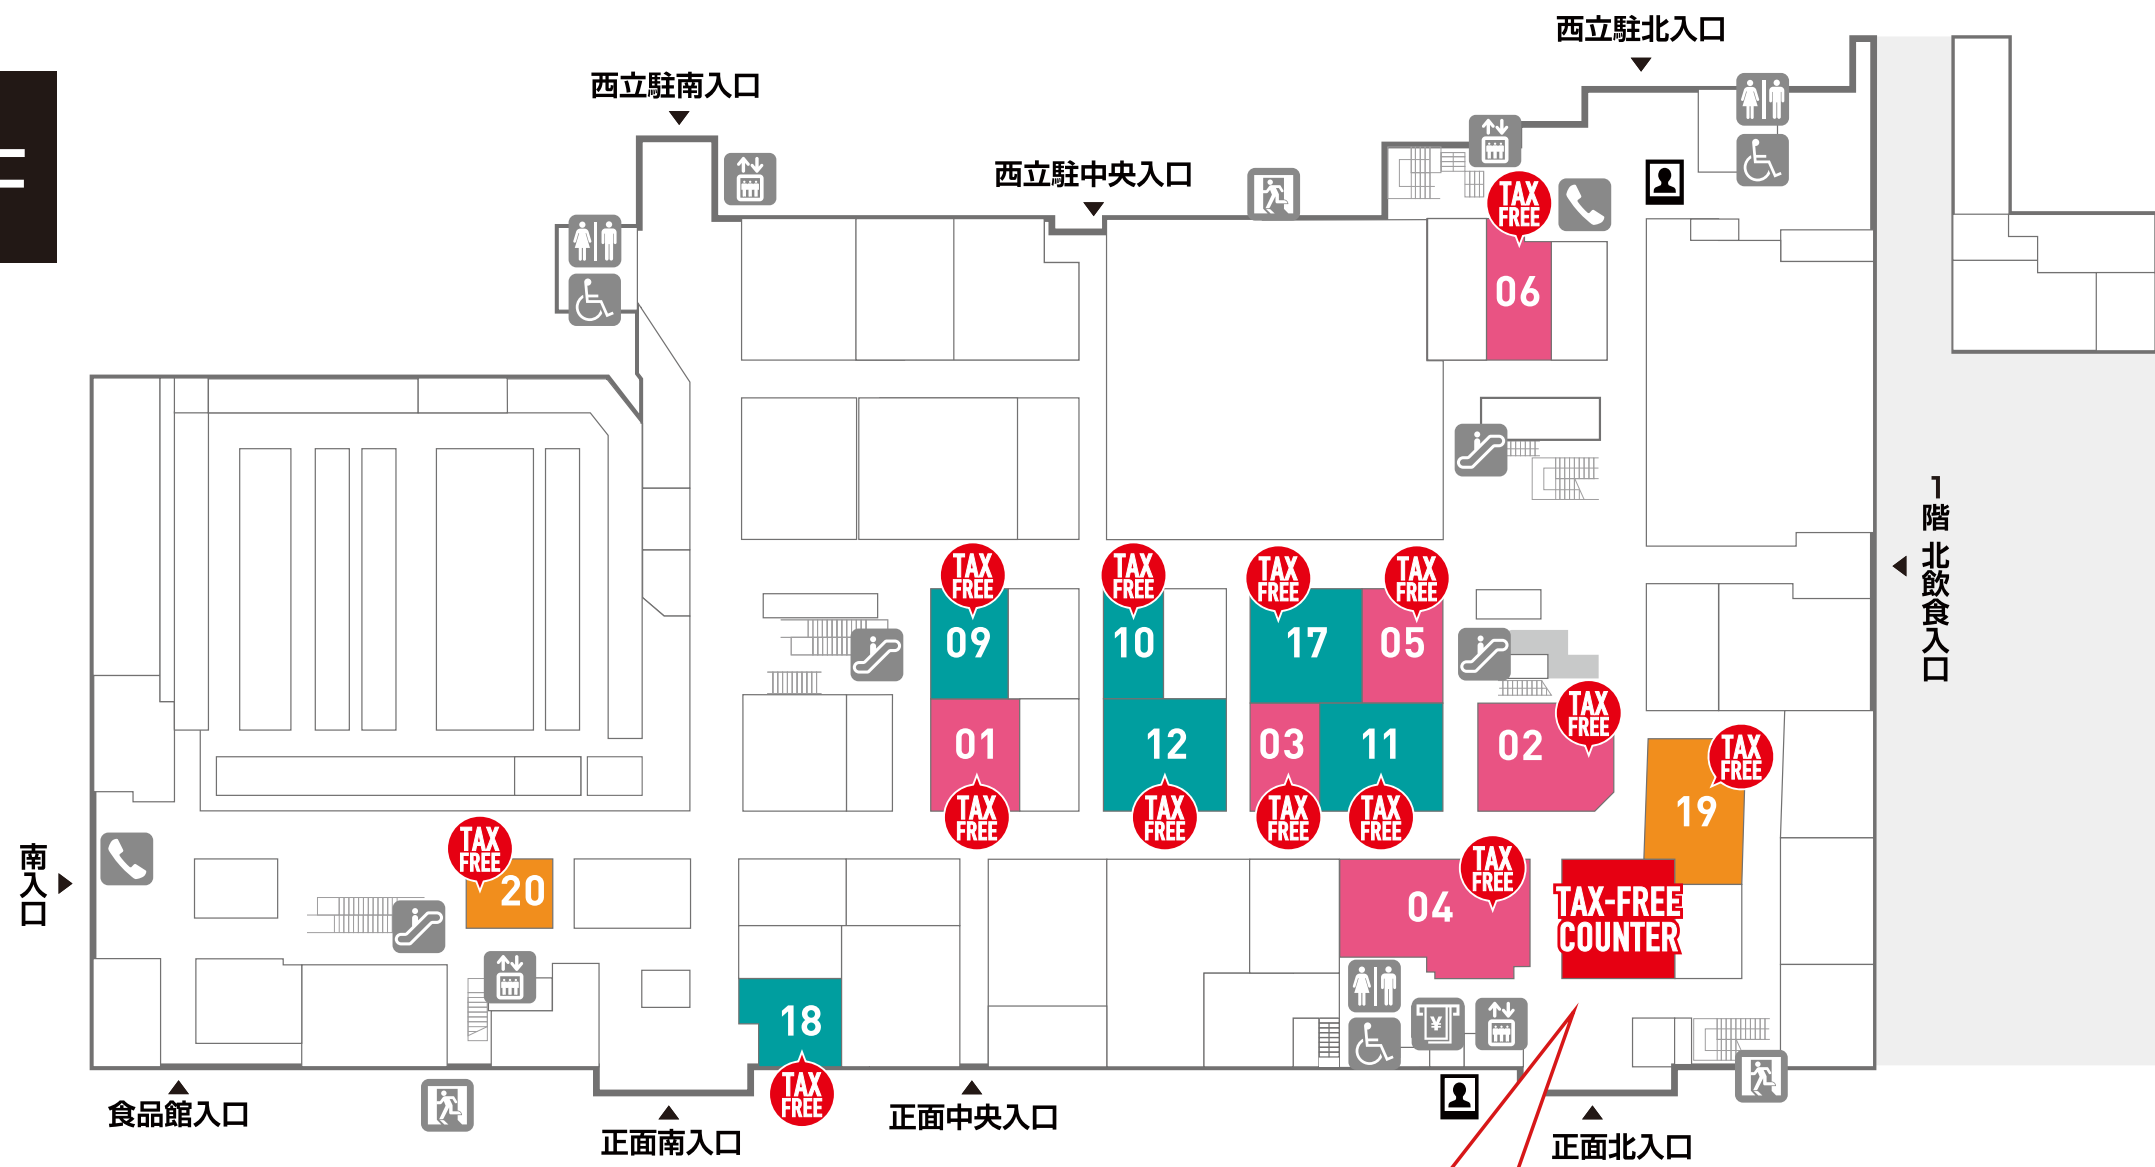 西立駐北入口
西立駐南入口
西立駐中央入口
TAX
FREE
06
TAX
FREE
TAX
FREE
TAX
FREE
TAX
FREE
09
10
17
05
TAX
FREE
01
12
03
11
02
TAX
FREE
19
TAX
FREE
TAX
FREE
TAX
FREE
TAX
FREE
TAX
FREE
20
TAX
FREE
04
TAX-FREE
COUNTER
18
TAX
FREE
¥
1階 北飲食入口
南入口
食品館入口
正面南入口
正面中央入口
正面北入口